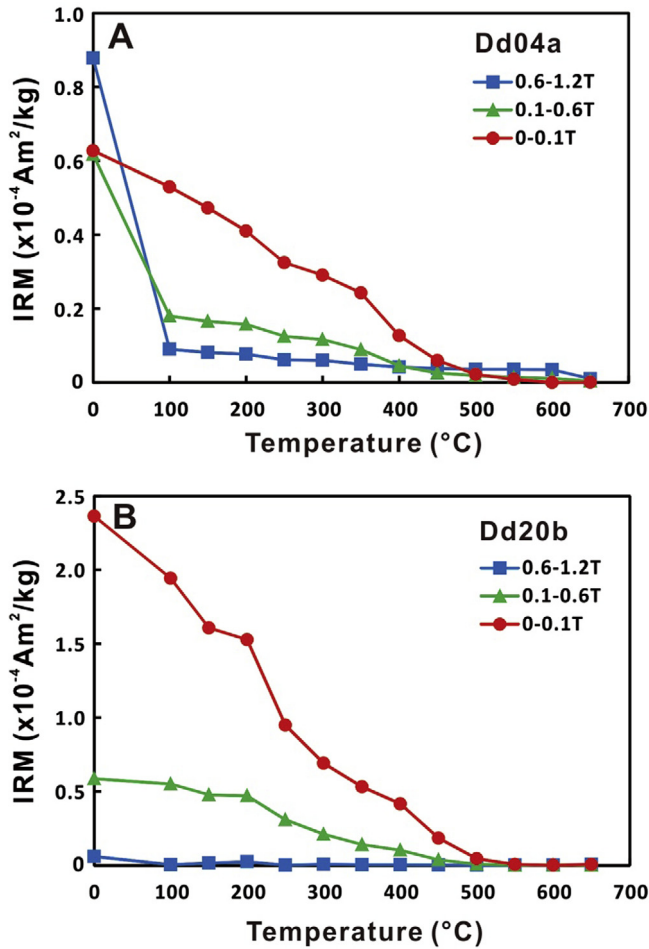 A
Dd04a
0.6-1.2T
0.1-0.6T
0-0.1T
IRM (x10⁻⁴Am²/kg)
1.0
0.8
0.6
0.4
0.2
0
0 100 200 300 400 500 600 700
Temperature (°C)
B
Dd20b
0.6-1.2T
0.1-0.6T
0-0.1T
IRM (x10⁻⁴Am²/kg)
2.5
2.0
1.5
1.0
0.5
0
0 100 200 300 400 500 600 700
Temperature (°C)